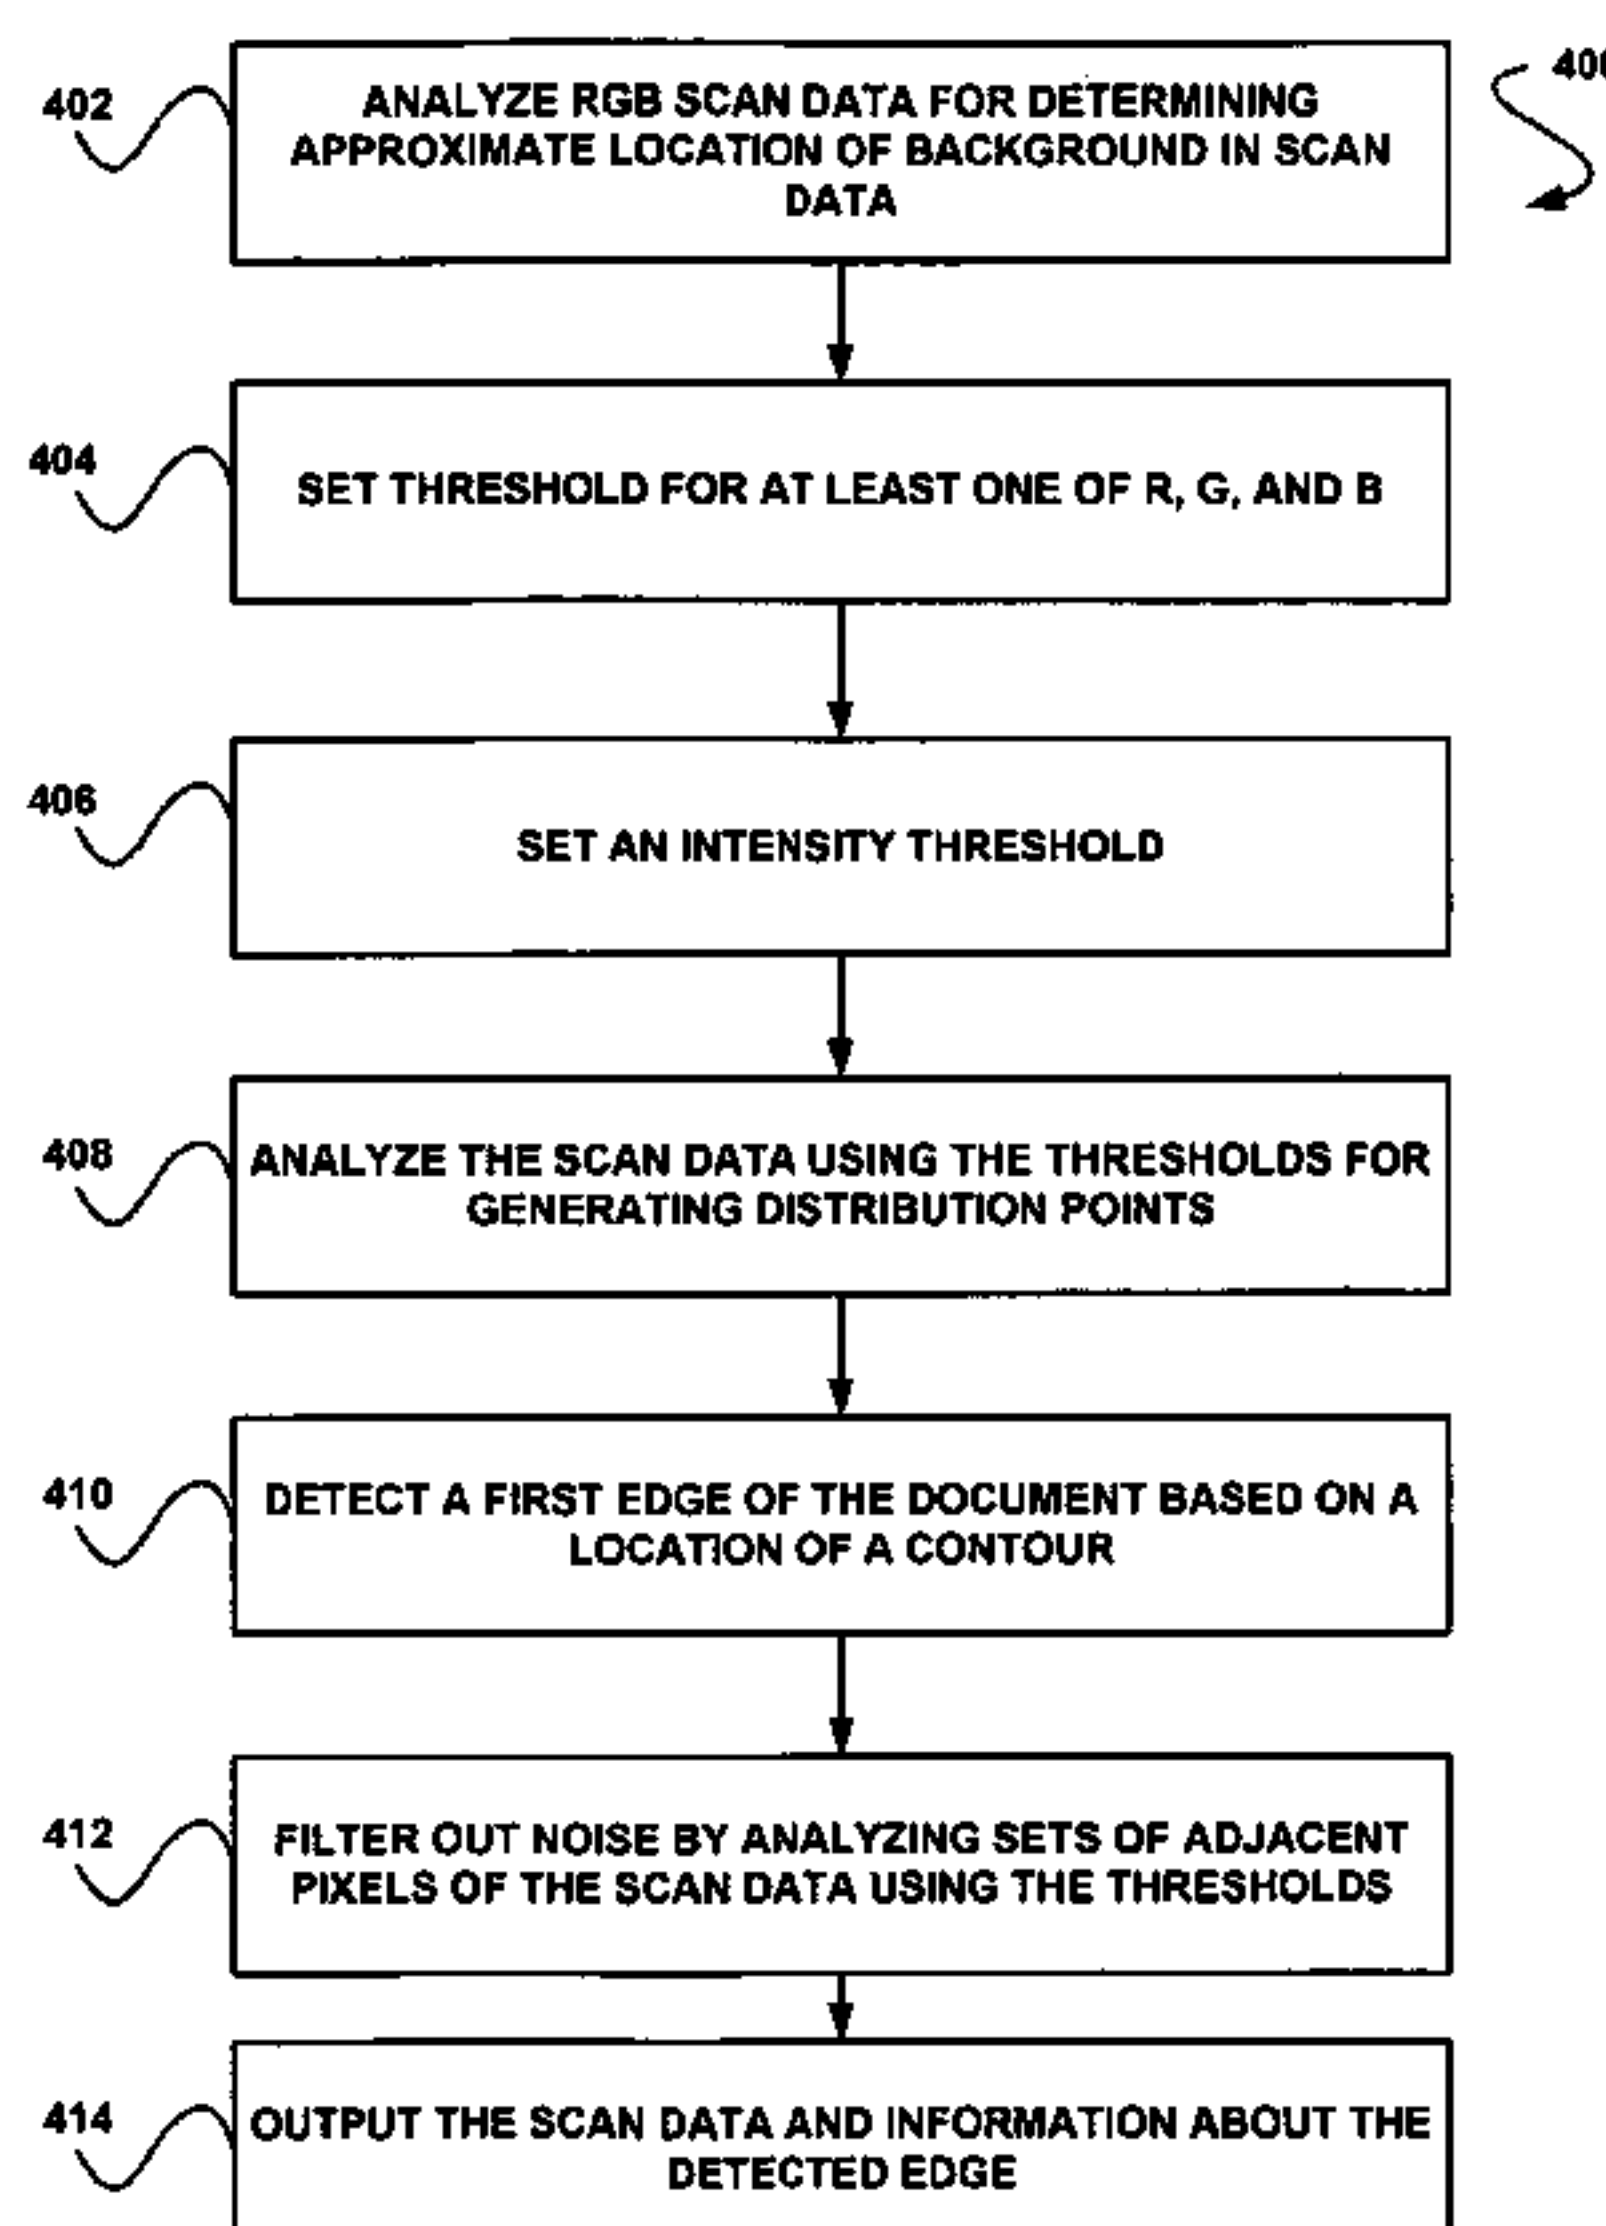 402
ANALYZE RGB SCAN DATA FOR DETERMINING
APPROXIMATE LOCATION OF BACKGROUND IN SCAN
DATA
404
SET THRESHOLD FOR AT LEAST ONE OF R, G, AND B
406
SET AN INTENSITY THRESHOLD
408
ANALYZE THE SCAN DATA USING THE THRESHOLDS FOR
GENERATING DISTRIBUTION POINTS
410
DETECT A FIRST EDGE OF THE DOCUMENT BASED ON A
LOCATION OF A CONTOUR
412
FILTER OUT NOISE BY ANALYZING SETS OF ADJACENT
PIXELS OF THE SCAN DATA USING THE THRESHOLDS
414
OUTPUT THE SCAN DATA AND INFORMATION ABOUT THE
DETECTED EDGE